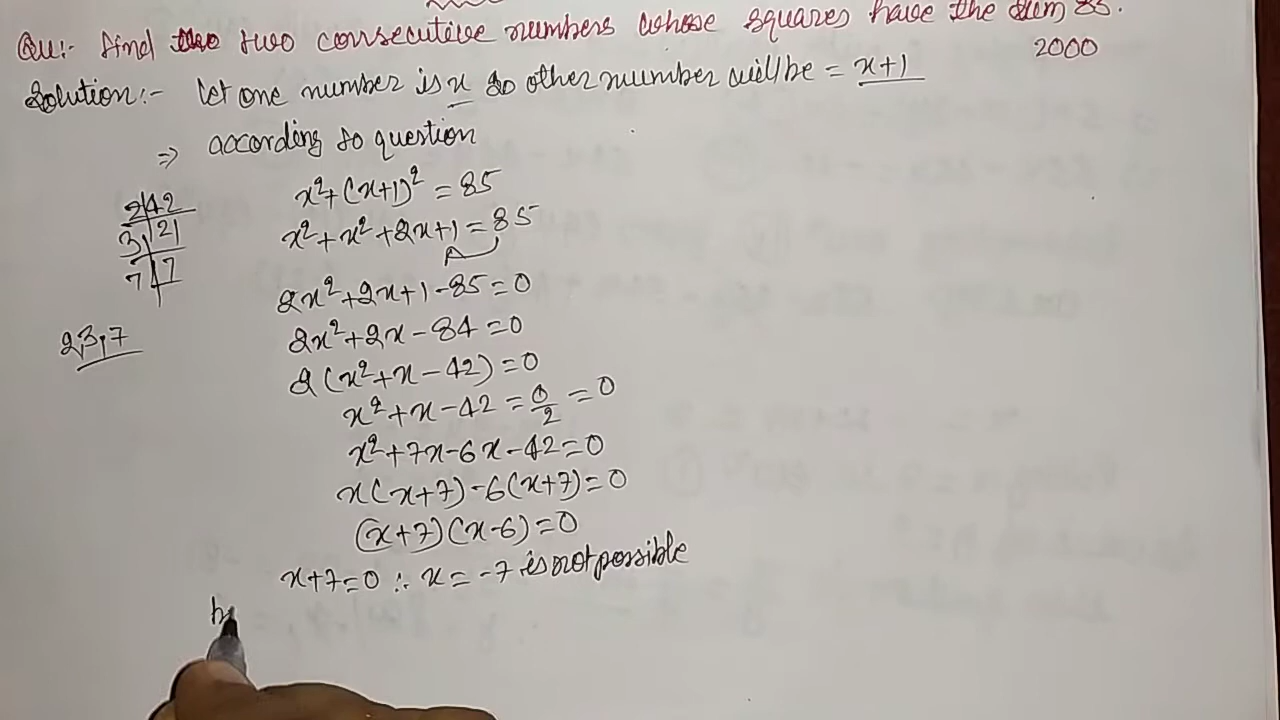 Qu:- find two consecutive numbers whose squares have the sum 85.
2000
Solution:- let one number is x so other number will be = x+1
⇒ according to question
x²+(x+1)² = 85
x²+x²+2x+1=85
2x²+2x+1-85=0
2x²+2x-84=0
2(x²+x-42)=0
x²+x-42=0/2=0
x²+7x-6x-42=0
x(x+7)-6(x+7)=0
(x+7)(x-6)=0
x+7=0 ∴ x=-7 is not possible
2|42
3|21
7|7
2,3,7